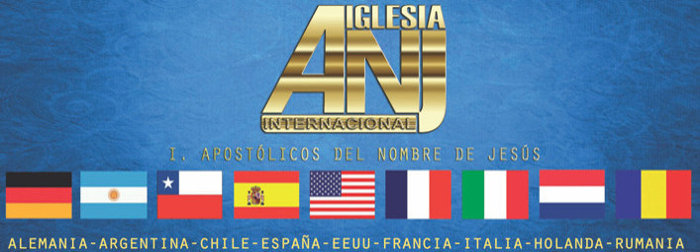 IGLESIA
ANJ
INTERNACIONAL
I. APOSTÓLICOS DEL NOMBRE DE JESÚS
ALEMANIA-ARGENTINA-CHILE-ESPAÑA-EEUU-FRANCIA-ITALIA-HOLANDA-RUMANIA